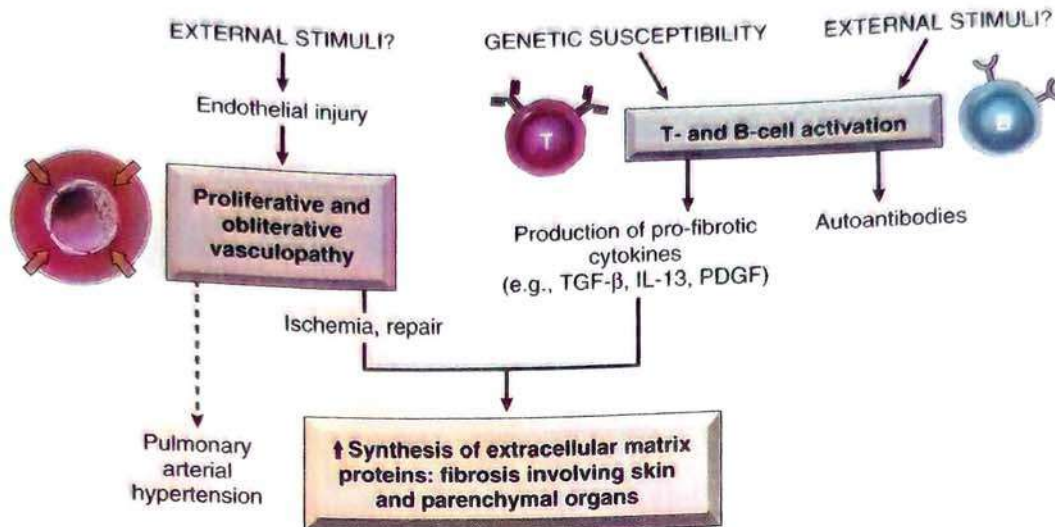 EXTERNAL STIMULI?
Endothelial injury
Proliferative and
obliterative
vasculopathy
Ischemia, repair
Pulmonary
arterial
hypertension
GENETIC SUSCEPTIBILITY
EXTERNAL STIMULI?
T
B
T- and B-cell activation
Production of pro-fibrotic
cytokines
(e.g., TGF-β, IL-13, PDGF)
Autoantibodies
↑ Synthesis of extracellular matrix
proteins: fibrosis involving skin
and parenchymal organs